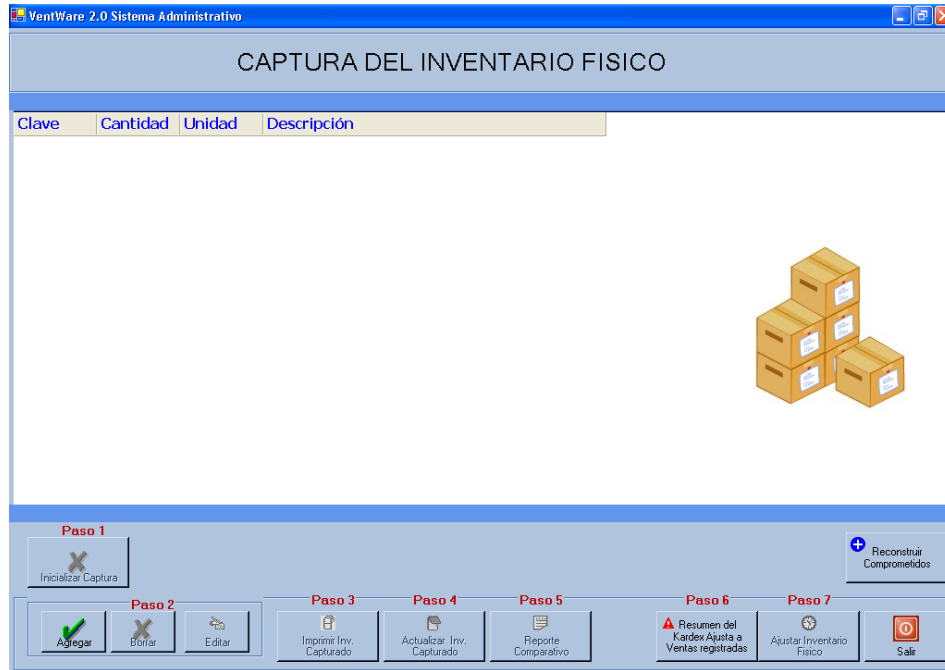 VentWare 2.0 Sistema Administrativo
CAPTURA DEL INVENTARIO FISICO
Clave Cantidad Unidad Descripción
Paso 1
Inicializar Captura
Reconstruir
Comprometidos
Paso 2
Agregar
Borrar
Editar
Paso 3
Imprimir Inv.
Capturado
Paso 4
Actualizar Inv.
Capturado
Paso 5
Reporte
Comparativo
Paso 6
Resumen del
Kardex Ajusta a
Ventas registradas
Paso 7
Ajustar Inventario
Fisico
Salir